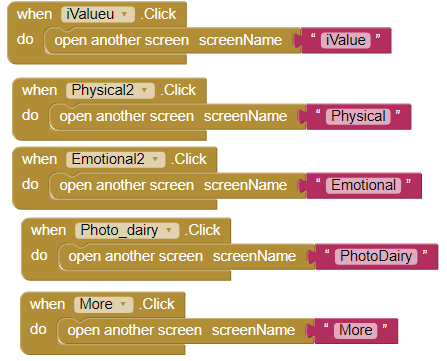 when iValueu .Click
do open another screen screenName " iValue "
when Physical2 .Click
do open another screen screenName " Physical "
when Emotional2 .Click
do open another screen screenName " Emotional "
when Photo_dairy .Click
do open another screen screenName " PhotoDairy "
when More .Click
do open another screen screenName " More "